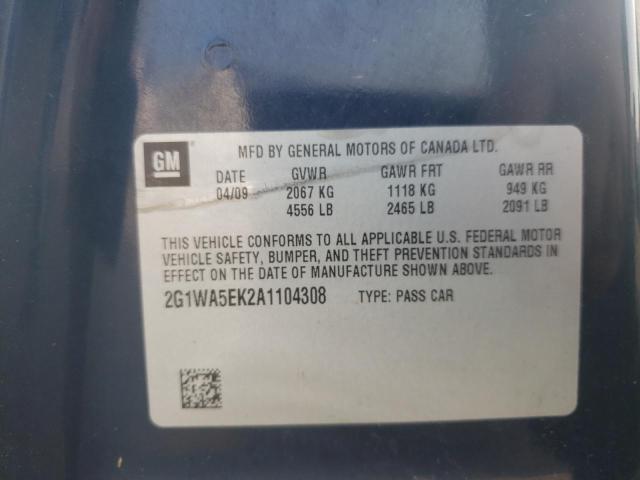 GM
MFD BY GENERAL MOTORS OF CANADA LTD.
DATE GVWR GAWR FRT GAWR RR
04/09 2067 KG 1118 KG 949 KG
4556 LB 2465 LB 2091 LB
THIS VEHICLE CONFORMS TO ALL APPLICABLE U.S. FEDERAL MOTOR
VEHICLE SAFETY, BUMPER, AND THEFT PREVENTION STANDARDS IN
EFFECT ON THE DATE OF MANUFACTURE SHOWN ABOVE.
2G1WA5EK2A1104308 TYPE: PASS CAR